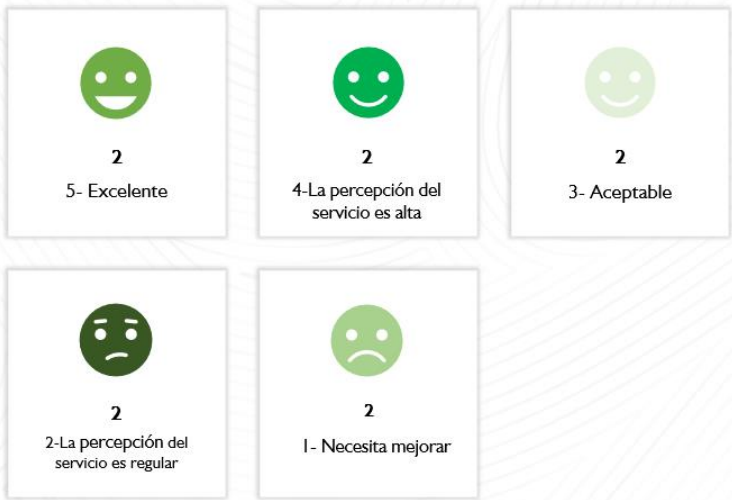 2
5- Excelente
2
4-La percepción del
servicio es alta
2
3- Aceptable
2
2-La percepción del
servicio es regular
2
1- Necesita mejorar